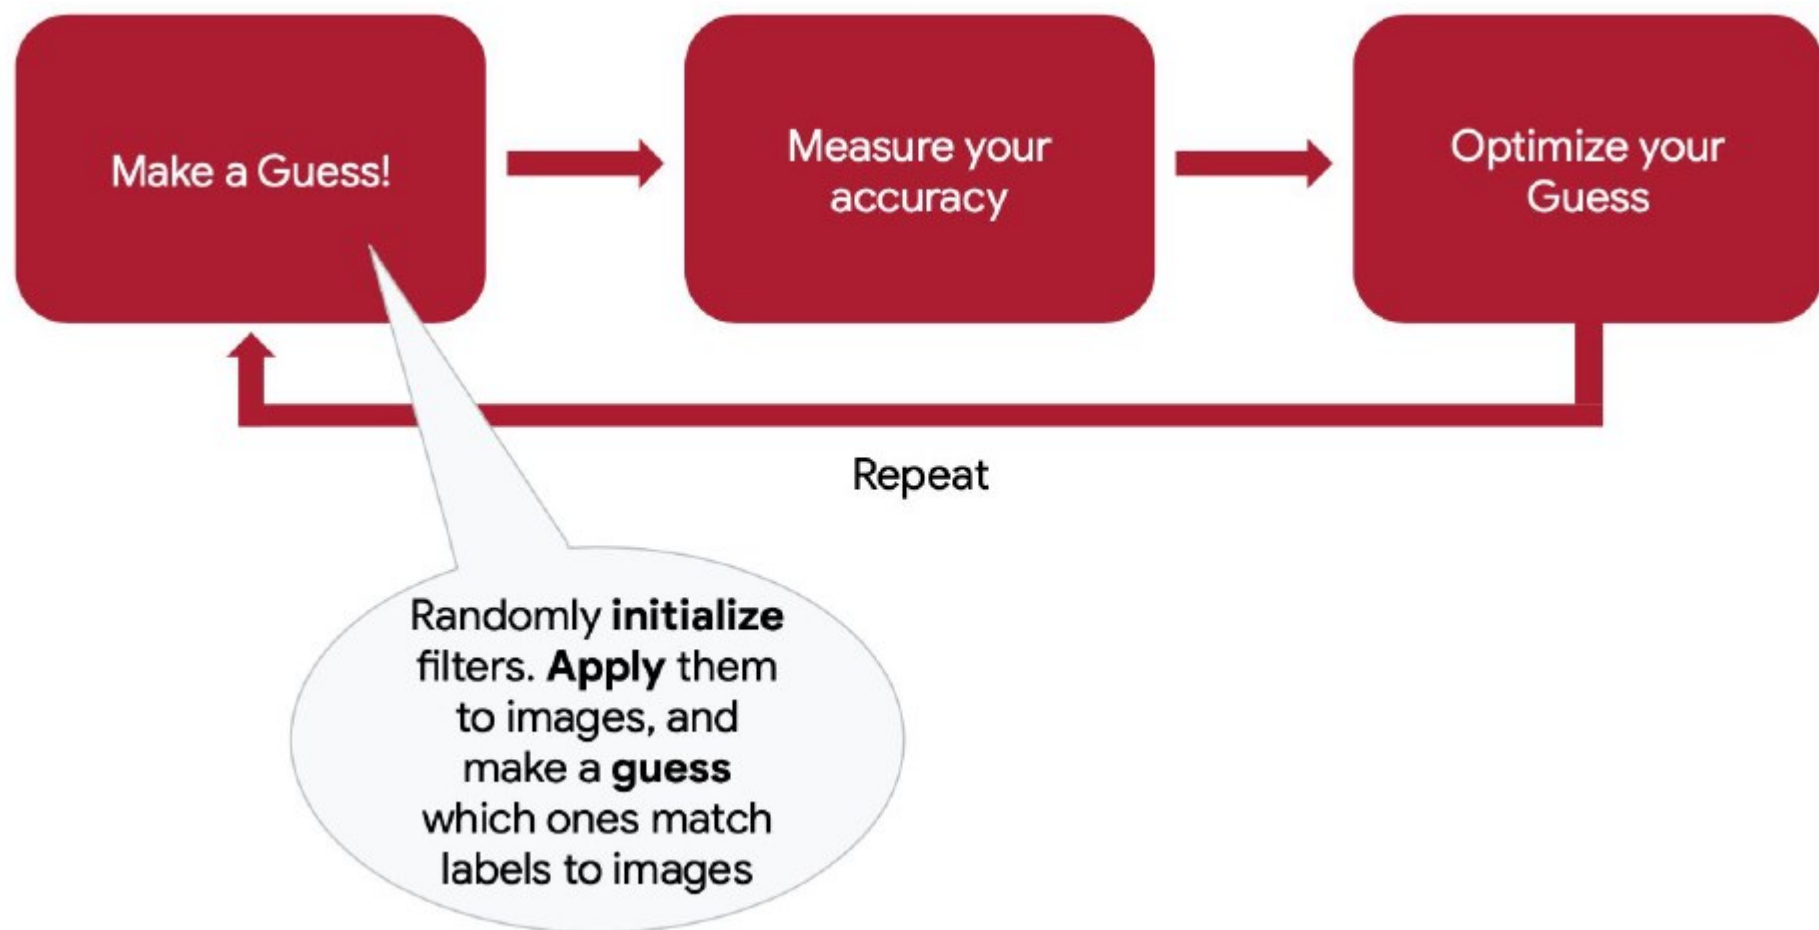 Make a Guess!
Measure your
accuracy
Optimize your
Guess
Repeat
Randomly initialize
filters. Apply them
to images, and
make a guess
which ones match
labels to images